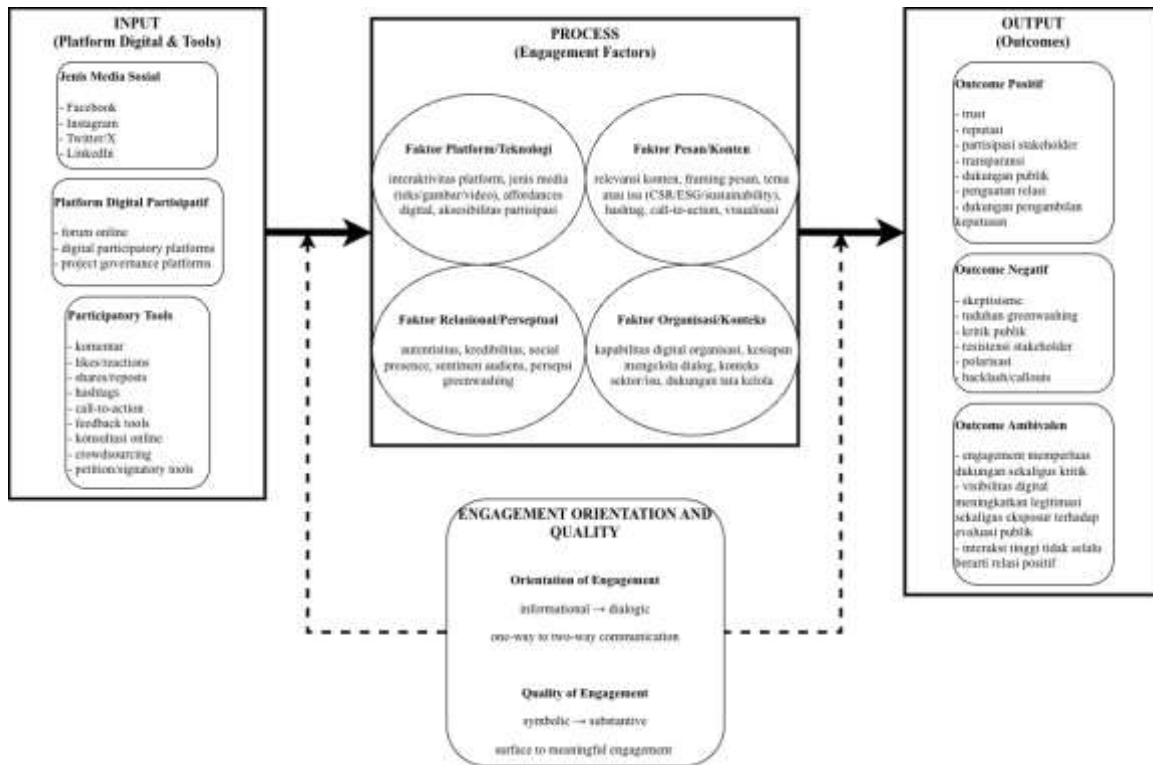 INPUT
(Platform Digital & Tools)
Jenis Media Sosial
- Facebook
- Instagram
- Twitter/X
- LinkedIn
Platform Digital Partisipatif
- forum online
- digital participatory platforms
- project governance platforms
Participatory Tools
- komentar
- likes/reactions
- shares/reposts
- hashtags
- call-to-action
- feedback tools
- konsultasi online
- crowdsourcing
- petition/signatory tools
PROCESS
(Engagement Factors)
Faktor Platform/Teknologi
interaktivitas platform, jenis media
(teks/gambar/video), affordances
digital, aksesibilitas partisipasi
Faktor Pesan/Konten
relevansi konten, framing pesan, tema
atau isu (CSR/ESG/sustainability),
hashtag, call-to-action, visualisasi
Faktor Relasional/Perseptual
autentisitas, kredibilitas, social
presence, sentimen audiens, persepsi
greenwashing
Faktor Organisasi/Konteks
kapabilitas digital organisasi, kesiapan
mengelola dialog, konteks
sektor/isu, dukungan tata kelola
ENGAGEMENT ORIENTATION AND
QUALITY
Orientation of Engagement
informational → dialogic
one-way to two-way communication
Quality of Engagement
symbolic → substantive
surface to meaningful engagement
OUTPUT
(Outcomes)
Outcome Positif
- trust
- reputasi
- partisipasi stakeholder
- transparansi
- dukungan publik
- penguatan relasi
- dukungan pengambilan
keputusan
Outcome Negatif
- skeptisisme
- tuduhan greenwashing
- kritik publik
- resistensi stakeholder
- polarisasi
- backlash/callouts
Outcome Ambivalen
- engagement memperluas
dukungan sekaligus kritik
- visibilitas digital
meningkatkan legitimasi
sekaligus eksposur terhadap
evaluasi publik
- interaksi tinggi tidak selalu
berarti relasi positif